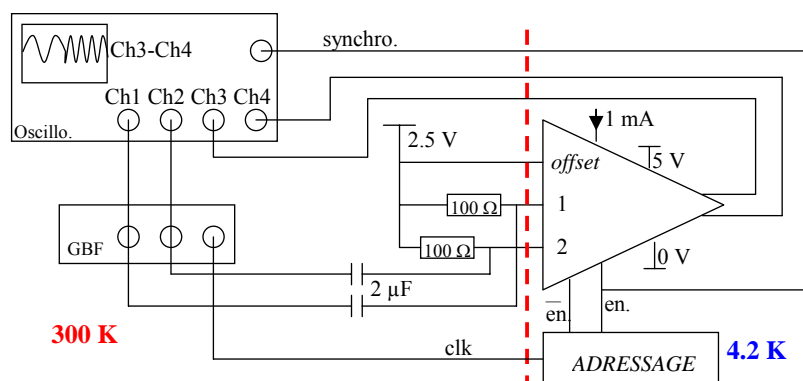 Ch3-Ch4
synchro.
Ch1 Ch2 Ch3 Ch4
Oscillo.
1 mA
2.5 V
offset
5 V
100 Ω
1
100 Ω
2
GBF
0 V
2 µF
en.
en.
300 K
clk
ADRESSAGE
4.2 K